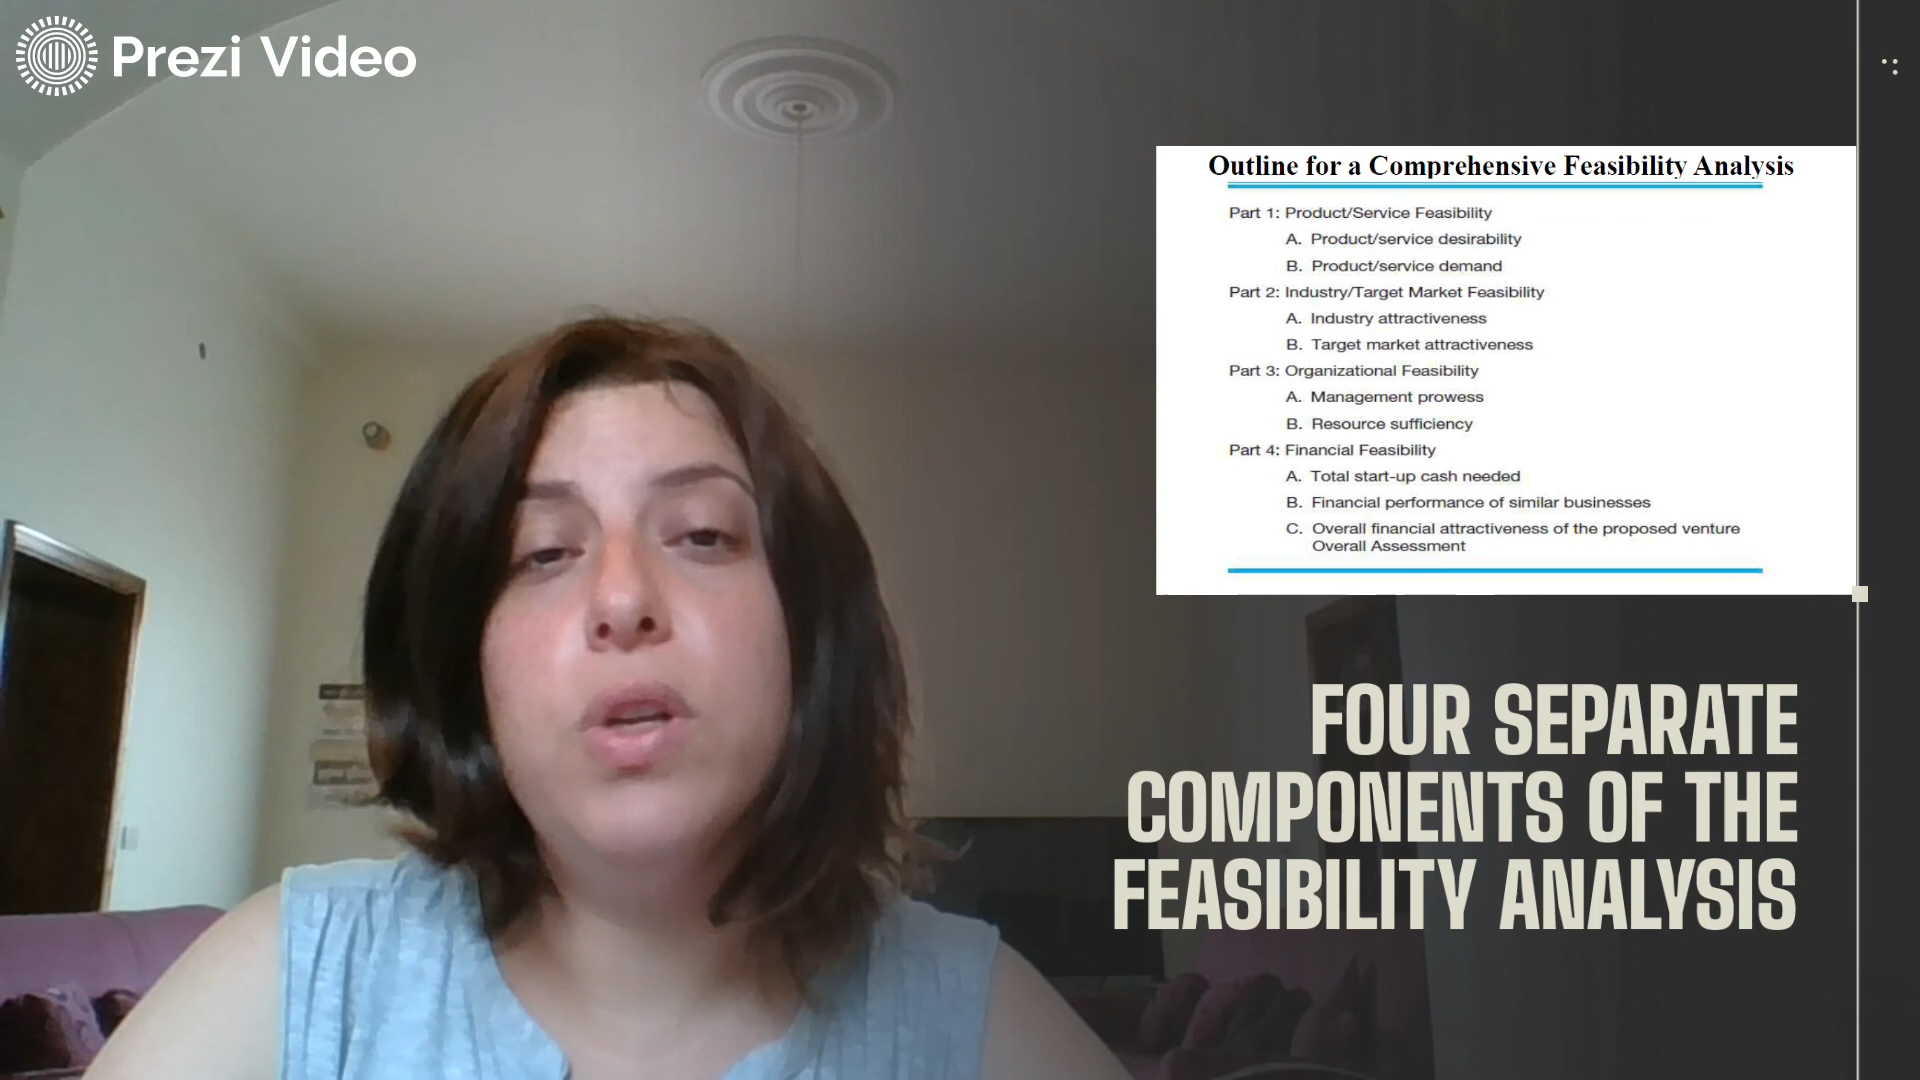 Prezi Video
Outline for a Comprehensive Feasibility Analysis
Part 1: Product/Service Feasibility
A. Product/service desirability
B. Product/service demand
Part 2: Industry/Target Market Feasibility
A. Industry attractiveness
B. Target market attractiveness
Part 3: Organizational Feasibility
A. Management prowess
B. Resource sufficiency
Part 4: Financial Feasibility
A. Total start-up cash needed
B. Financial performance of similar businesses
C. Overall financial attractiveness of the proposed venture
Overall Assessment
FOUR SEPARATE
COMPONENTS OF THE
FEASIBILITY ANALYSIS